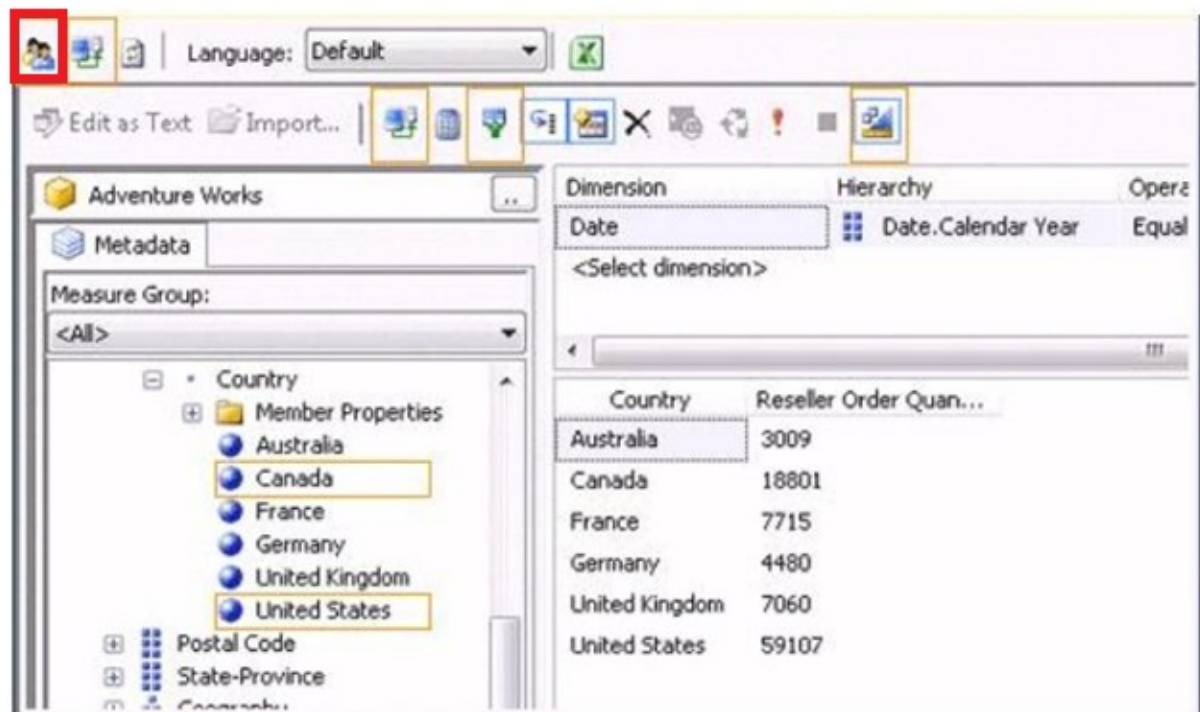 Language: Default
Edit as Text Import...
Adventure Works ..
Metadata
Measure Group:
<All>
Country
Member Properties
Australia
Canada
France
Germany
United Kingdom
United States
Postal Code
State-Province
Geography
Dimension Hierarchy Opera
Date Date.Calendar Year Equal
<Select dimension>
Country Reseller Order Quan...
Australia 3009
Canada 18801
France 7715
Germany 4480
United Kingdom 7060
United States 59107